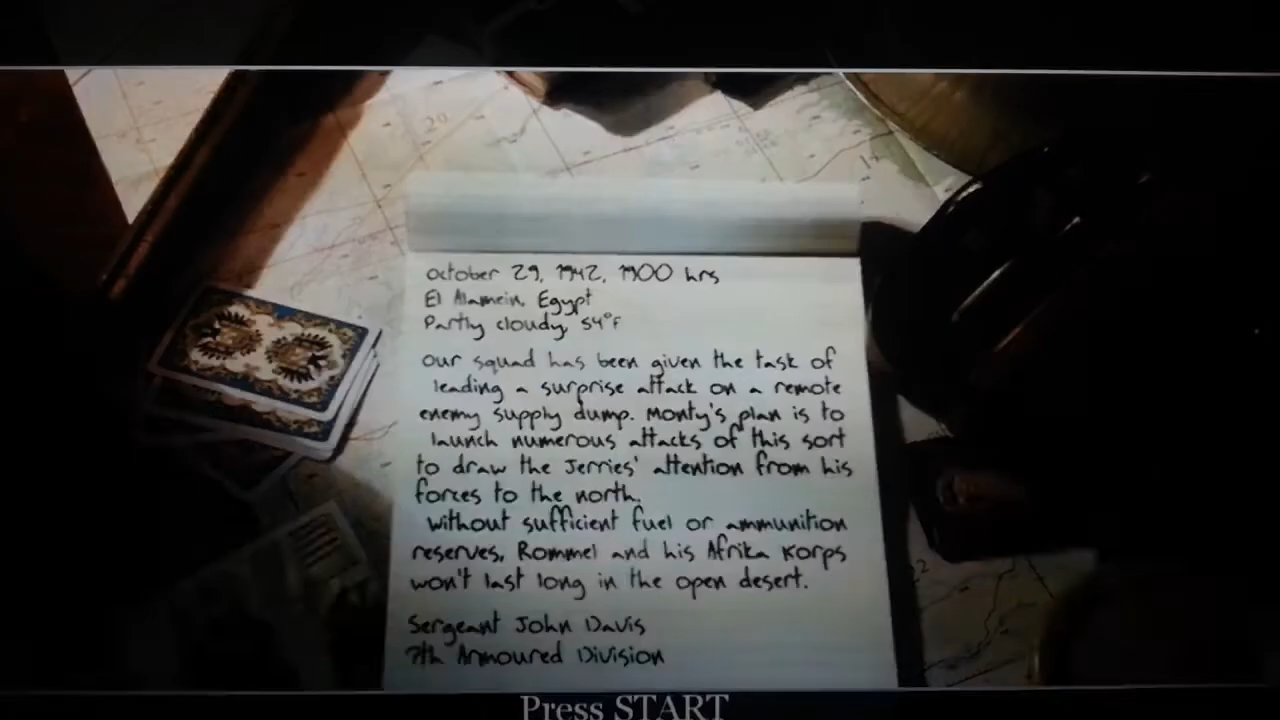 October 29, 1942, 1900 hrs
El Alamein, Egypt
Partly cloudy, 54°F
Our squad has been given the task of
leading a surprise attack on a remote
enemy supply dump. Monty's plan is to
launch numerous attacks of this sort
to draw the Jerries' attention from his
forces to the north.
Without sufficient fuel or ammunition
reserves, Rommel and his Afrika Korps
won't last long in the open desert.
Sergeant John Davis
7th Armoured Division
Press START